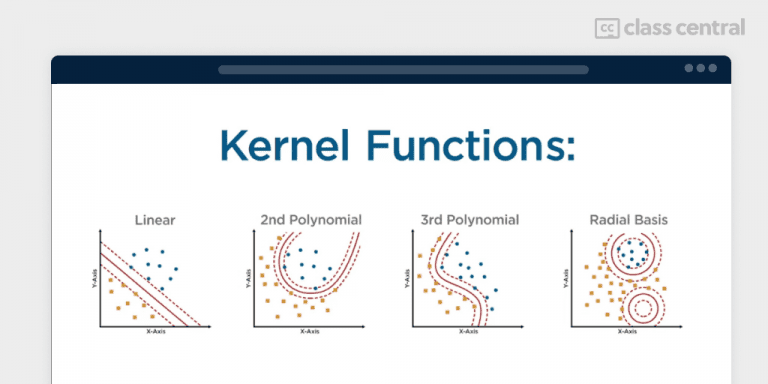 cc class central
Kernel Functions:
Linear
2nd Polynomial
3rd Polynomial
Radial Basis
Y-Axis
Y-Axis
Y-Axis
Y-Axis
X-Axis
X-Axis
X-Axis
X-Axis